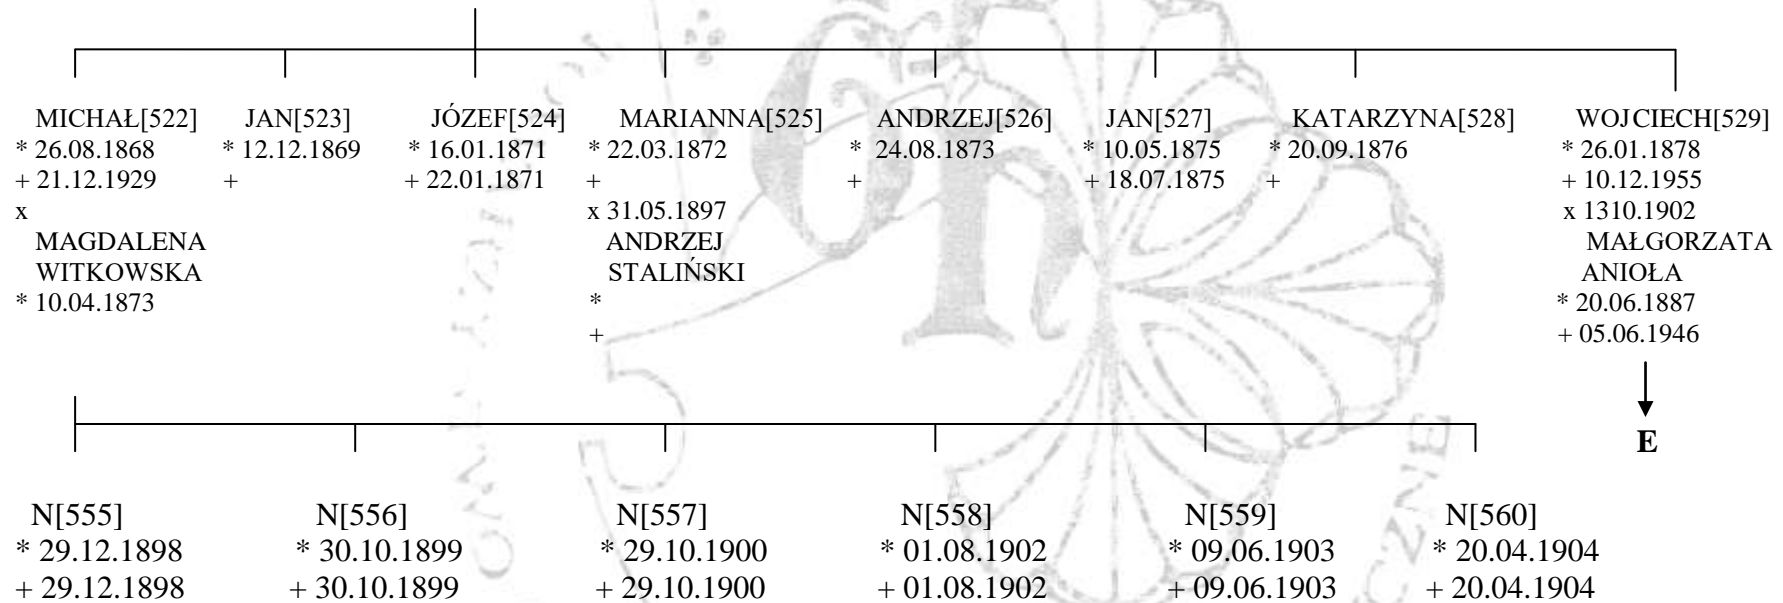 MICHAŁ[522] JAN[523] JÓZEF[524] MARIANNA[525] ANDRZEJ[526] JAN[527] KATARZYNA[528] WOJCIECH[529]
* 26.08.1868 * 12.12.1869 * 16.01.1871 * 22.03.1872 * 24.08.1873 * 10.05.1875 * 20.09.1876 * 26.01.1878
+ 21.12.1929 + + 22.01.1871 + + + 18.07.1875 + + 10.12.1955
x x 31.05.1897 x 1310.1902
MAGDALENA ANDRZEJ MAŁGORZATA
WITKOWSKA STALIŃSKI ANIOŁA
* 10.04.1873 * * 20.06.1887
+ + 05.06.1946
E
N[555] N[556] N[557] N[558] N[559] N[560]
* 29.12.1898 * 30.10.1899 * 29.10.1900 * 01.08.1902 * 09.06.1903 * 20.04.1904
+ 29.12.1898 + 30.10.1899 + 29.10.1900 + 01.08.1902 + 09.06.1903 + 20.04.1904